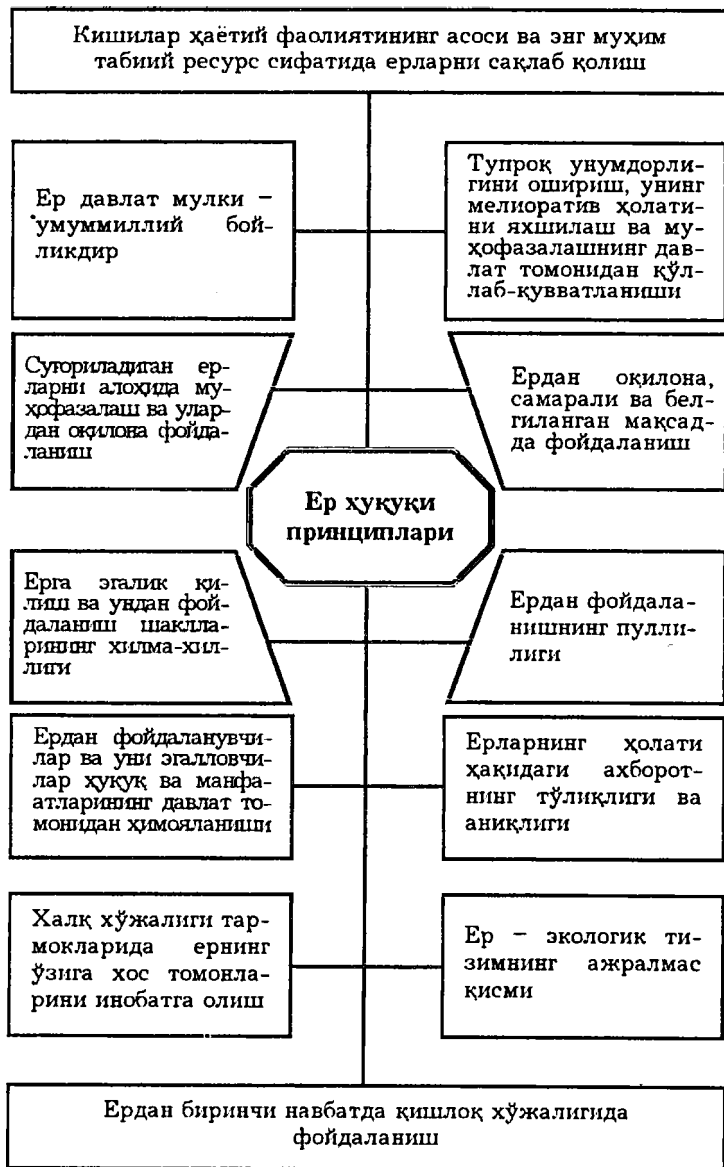 Кишилар ҳаётий фаолиятининг асоси ва энг муҳим
табиий ресурс сифатида ерларни сақлаб қолиш
Ер давлат мулки –
умуммиллий бой-
ликдир
Тупроқ унумдорли-
гини ошириш, унинг
мелиоратив ҳолати-
ни яхшилаш ва му-
ҳофазалашнинг дав-
лат томонидан қўл-
лаб-қувватланиши
Суғориладиган ер-
ларни алоҳида му-
ҳофазалаш ва улар-
дан оқилона фойда-
ланиш
Ердан оқилона,
самарали ва бел-
гиланган мақсад-
да фойдаланиш
Ер ҳуқуқи
принциплари
Ерга эгалик қи-
лиш ва ундан фой-
даланиш шаклла-
рининг хилма-хил-
лиги
Ердан фойдала-
нишнинг пулли-
лиги
Ердан фойдаланувчи-
лар ва уни эгалловчи-
лар ҳуқуқ ва манфа-
атларининг давлат то-
монидан ҳимояланиши
Ерларнинг ҳолати
ҳақидаги ахборот-
нинг тўлиқлиги ва
аниқлиги
Халқ хўжалиги тар-
мокларида ернинг
ўзига хос томонла-
рини инобатга олиш
Ер – экологик ти-
зимнинг ажралмас
қисми
Ердан биринчи навбатда қишлоқ хўжалигида
фойдаланиш